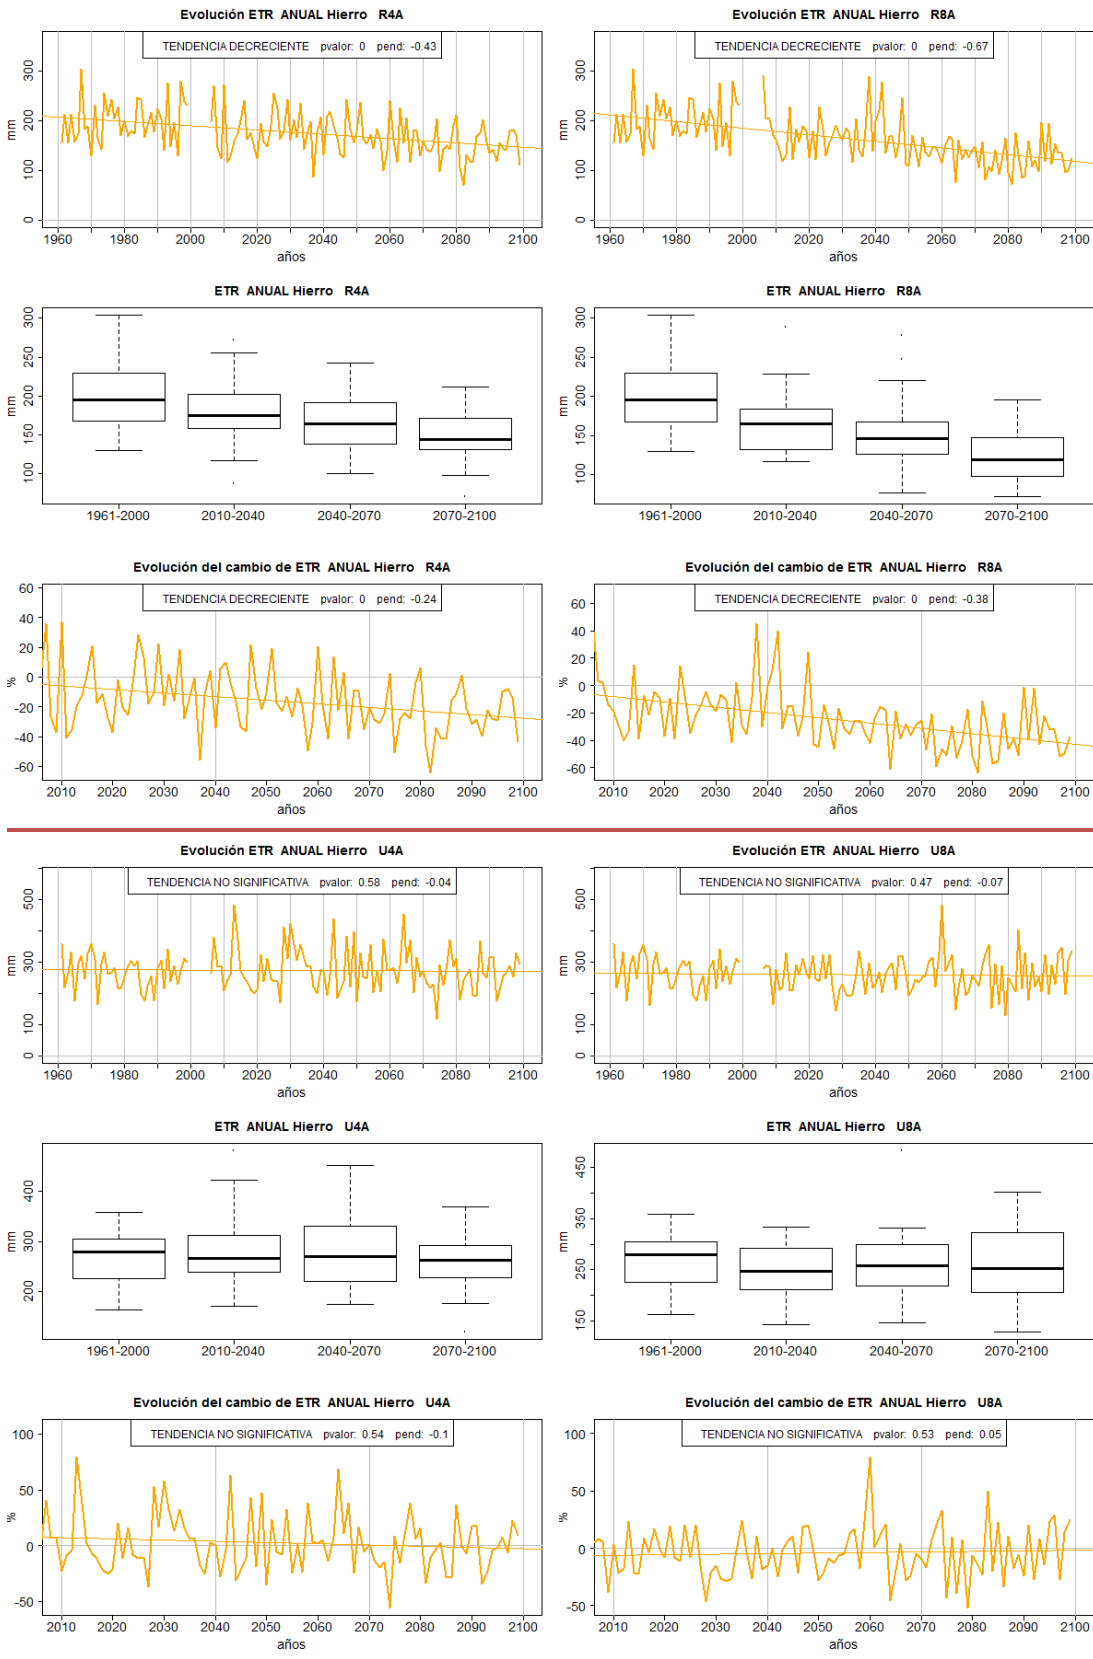 Evolución ETR ANUAL Hierro R4A
TENDENCIA DECRECIENTE pvalor: 0 pend: -0.43
mm
0 100 200 300
1960 1980 2000 2020 2040 2060 2080 2100
años
Evolución ETR ANUAL Hierro R8A
TENDENCIA DECRECIENTE pvalor: 0 pend: -0.67
mm
0 100 200 300
1960 1980 2000 2020 2040 2060 2080 2100
años
ETR ANUAL Hierro R4A
mm
100 150 200 250 300
1961-2000 2010-2040 2040-2070 2070-2100
ETR ANUAL Hierro R8A
mm
100 150 200 250 300
1961-2000 2010-2040 2040-2070 2070-2100
Evolución del cambio de ETR ANUAL Hierro R4A
TENDENCIA DECRECIENTE pvalor: 0 pend: -0.24
%
60
40
20
0
-20
-40
-60
2010 2020 2030 2040 2050 2060 2070 2080 2090 2100
años
Evolución del cambio de ETR ANUAL Hierro R8A
TENDENCIA DECRECIENTE pvalor: 0 pend: -0.38
%
60
40
20
0
-20
-40
-60
2010 2020 2030 2040 2050 2060 2070 2080 2090 2100
años
Evolución ETR ANUAL Hierro U4A
TENDENCIA NO SIGNIFICATIVA pvalor: 0.58 pend: -0.04
mm
0 100 300 500
1960 1980 2000 2020 2040 2060 2080 2100
años
Evolución ETR ANUAL Hierro U8A
TENDENCIA NO SIGNIFICATIVA pvalor: 0.47 pend: -0.07
mm
0 100 300 500
1960 1980 2000 2020 2040 2060 2080 2100
años
ETR ANUAL Hierro U4A
mm
200 300 400
1961-2000 2010-2040 2040-2070 2070-2100
ETR ANUAL Hierro U8A
mm
150 250 350 450
1961-2000 2010-2040 2040-2070 2070-2100
Evolución del cambio de ETR ANUAL Hierro U4A
TENDENCIA NO SIGNIFICATIVA pvalor: 0.54 pend: -0.1
%
100
50
0
-50
2010 2020 2030 2040 2050 2060 2070 2080 2090 2100
años
Evolución del cambio de ETR ANUAL Hierro U8A
TENDENCIA NO SIGNIFICATIVA pvalor: 0.53 pend: 0.05
%
100
50
0
-50
2010 2020 2030 2040 2050 2060 2070 2080 2090 2100
años